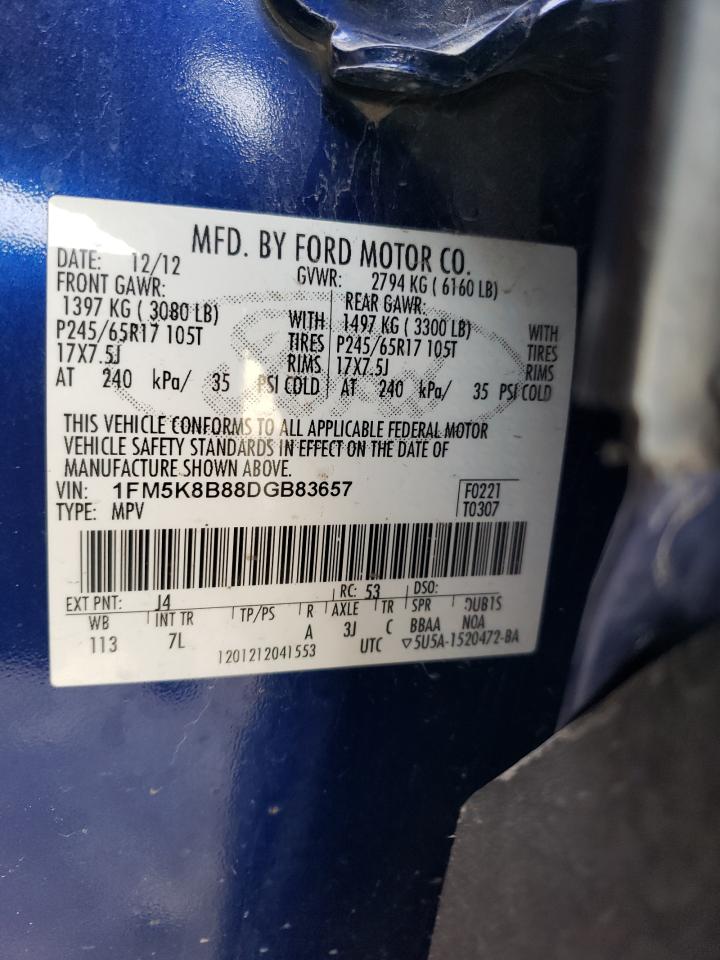 MFD. BY FORD MOTOR CO.
DATE: 12/12 GVWR: 2794 KG ( 6160 LB)
FRONT GAWR: REAR GAWR:
1397 KG ( 3080 LB) WITH 1497 KG ( 3300 LB) WITH
P245/65R17 105T TIRES P245/65R17 105T TIRES
17X7.5J RIMS 17X7.5J RIMS
AT 240 kPa/ 35 PSI COLD AT 240 kPa/ 35 PSI COLD
THIS VEHICLE CONFORMS TO ALL APPLICABLE FEDERAL MOTOR
VEHICLE SAFETY STANDARDS IN EFFECT ON THE DATE OF
MANUFACTURE SHOWN ABOVE.
VIN: 1FM5K8B88DGB83657 F0221
TYPE: MPV T0307
EXT PNT: J4 RC: 53 DSO:
WB INT TR TP/PS R AXLE TR SPR
113 7L A 3J C BBAA NOA
1201212041553 UTC ▽5U5A-1520472-BA